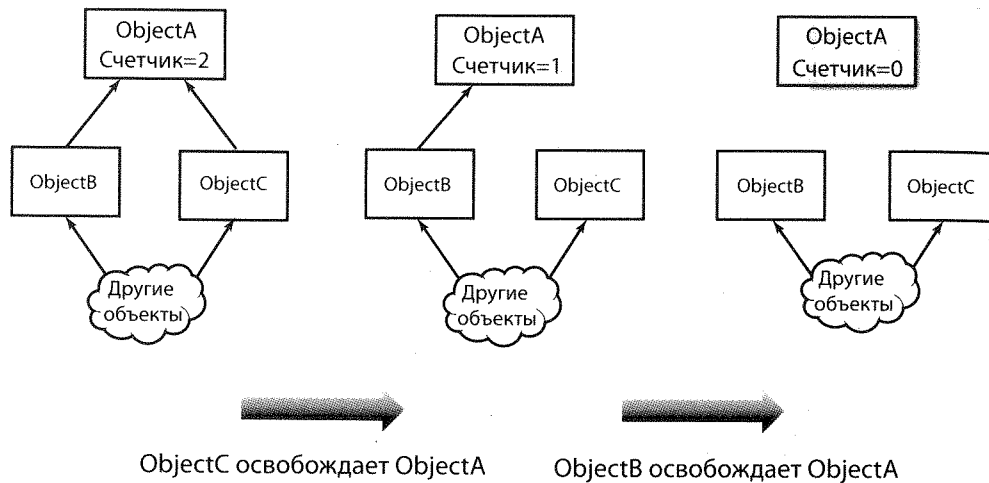 ObjectA
Счетчик=2
ObjectA
Счетчик=1
ObjectA
Счетчик=0
ObjectB
ObjectC
ObjectB
ObjectC
ObjectB
ObjectC
Другие
объекты
Другие
объекты
Другие
объекты
ObjectC освобождает ObjectA
ObjectB освобождает ObjectA